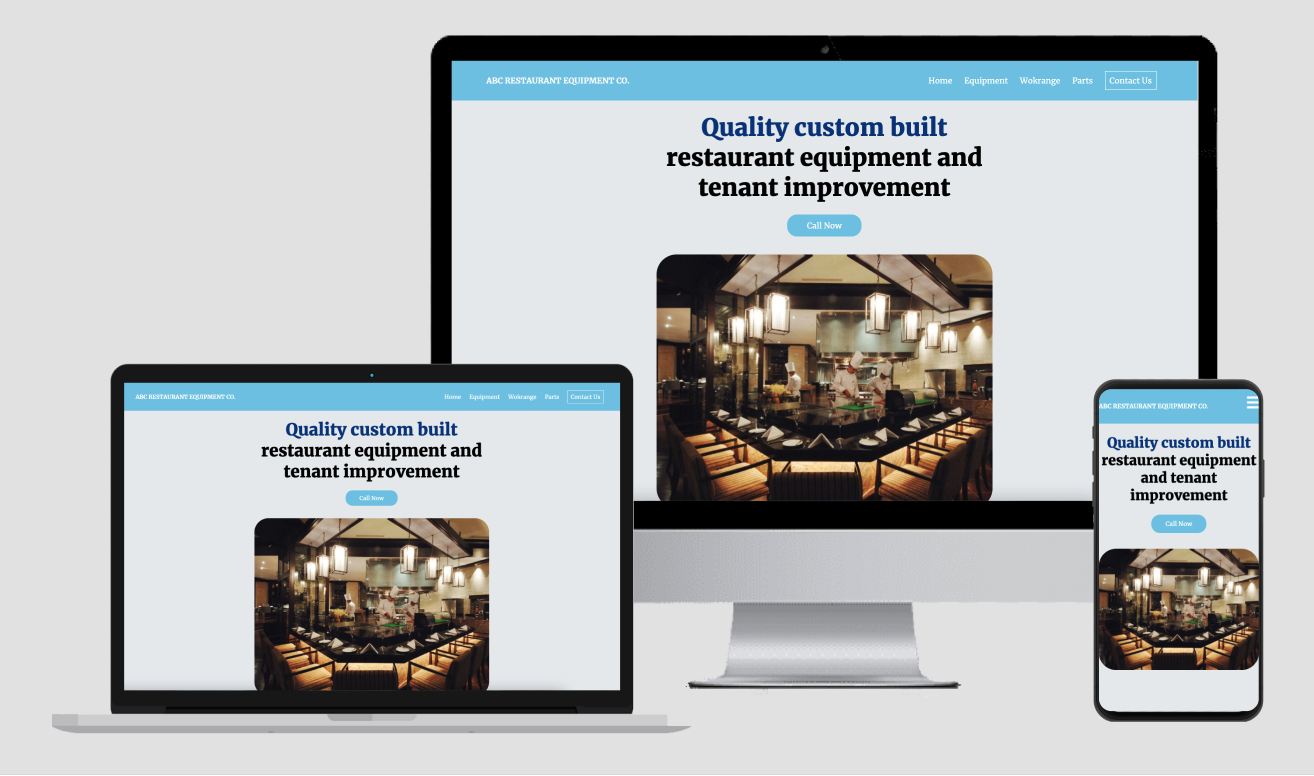 ABC RESTAURANT EQUIPMENT CO. Home Equipment Wokrange Parts Contact Us
Quality custom built
restaurant equipment and
tenant improvement
Call Now
ABC RESTAURANT EQUIPMENT CO. Home Equipment Wokrange Parts Contact Us
Quality custom built
restaurant equipment and
tenant improvement
Call Now
ABC RESTAURANT EQUIPMENT CO.
Quality custom built
restaurant equipment
and tenant
improvement
Call Now